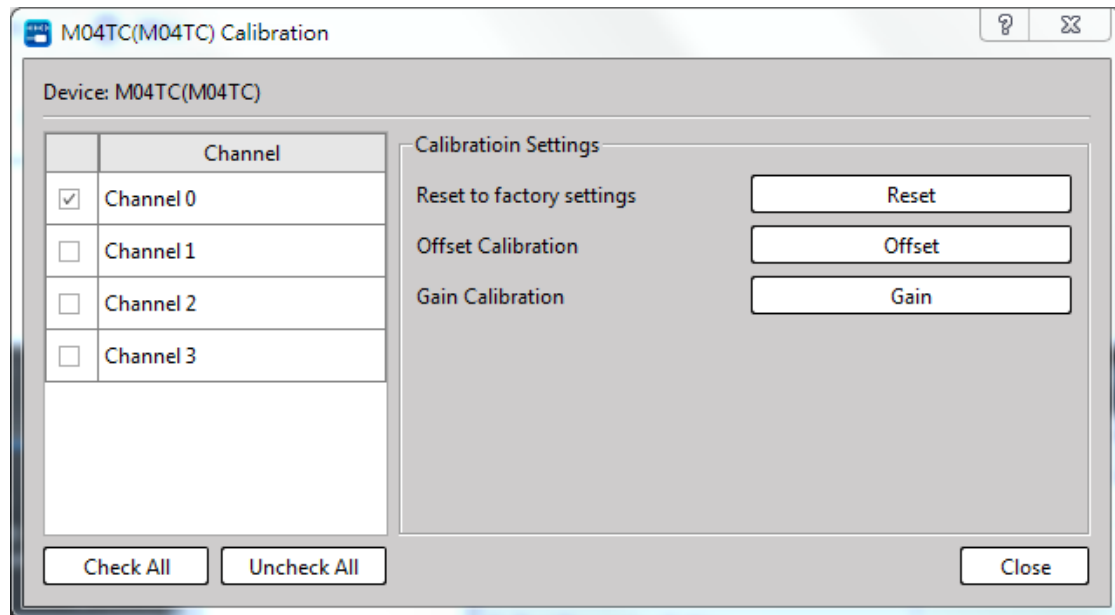 M04TC(M04TC) Calibration
Device: M04TC(M04TC)
Channel
Channel 0
Channel 1
Channel 2
Channel 3
Check All
Uncheck All
Calibratioin Settings
Reset to factory settings
Reset
Offset Calibration
Offset
Gain Calibration
Gain
Close